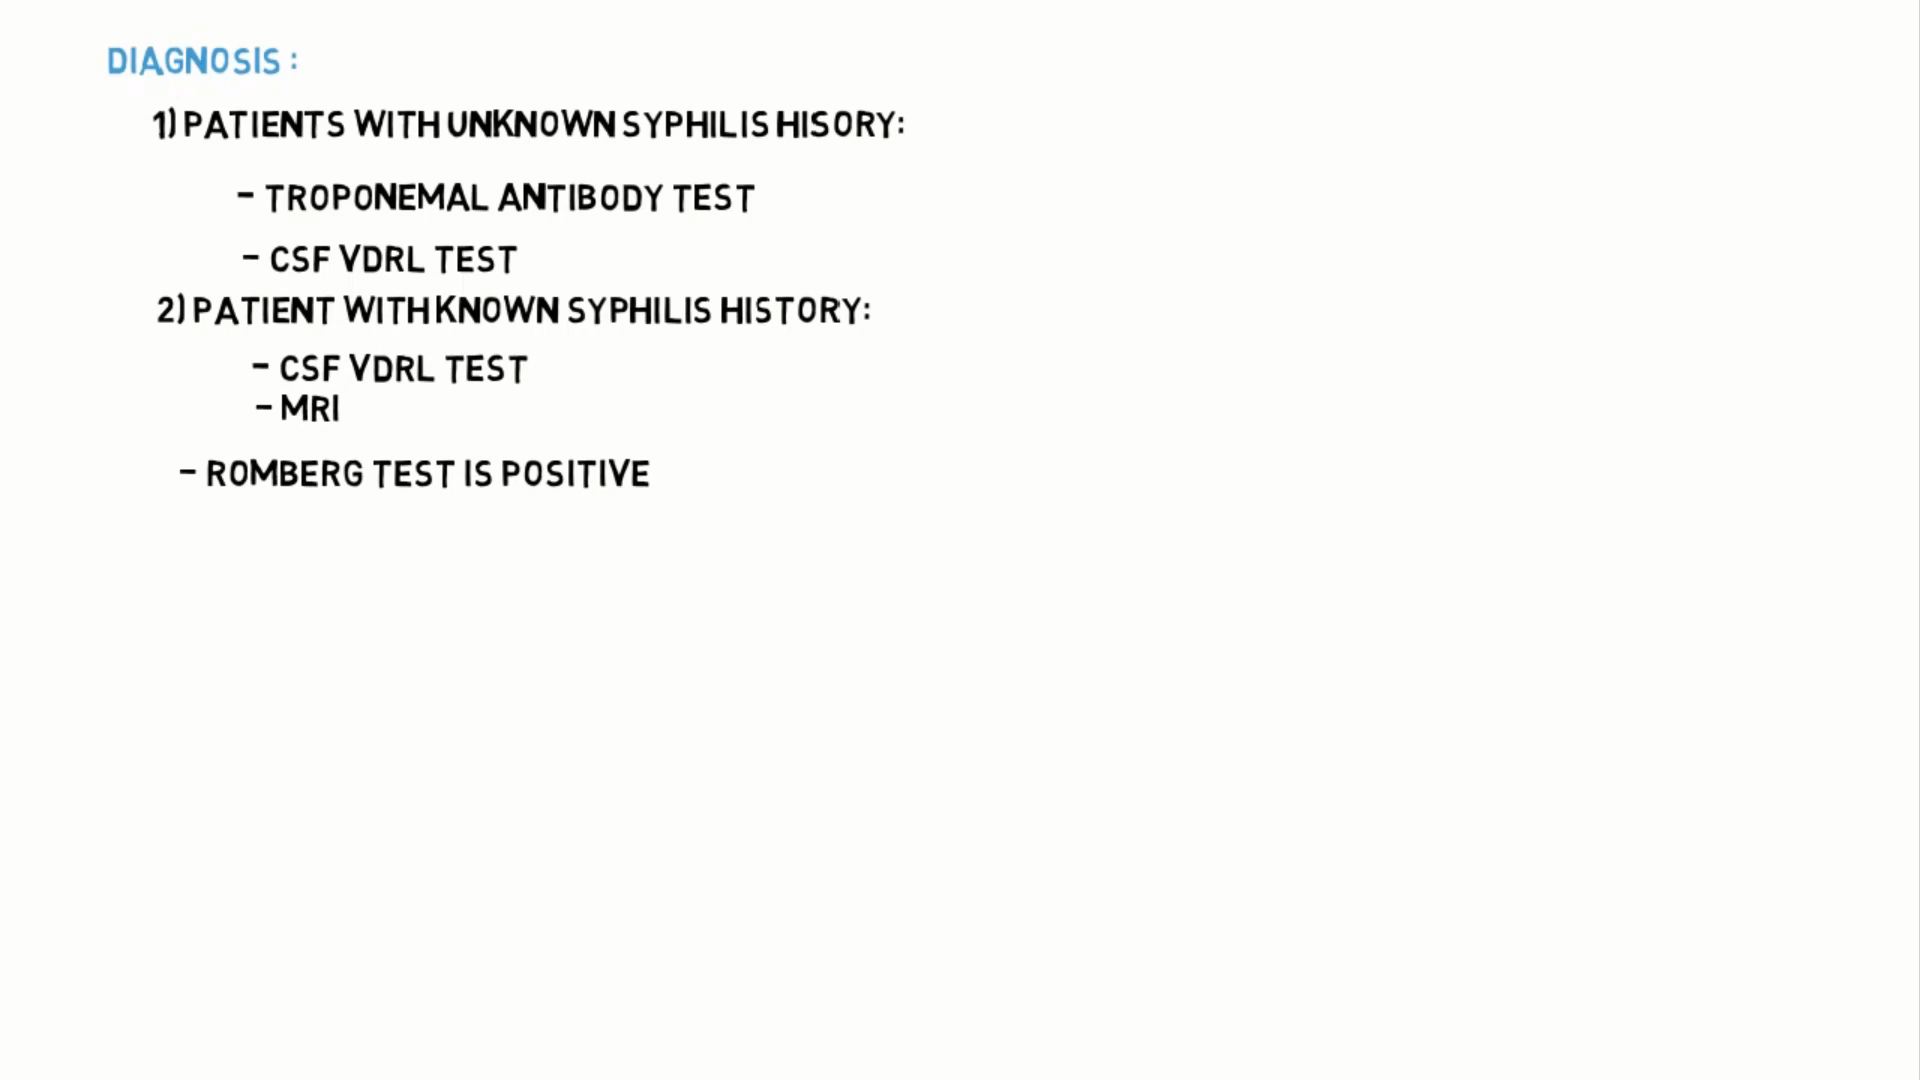 DIAGNOSIS :
1) PATIENTS WITH UNKNOWN SYPHILIS HISORY:
- TROPONEMAL ANTIBODY TEST
- CSF VDRL TEST
2) PATIENT WITH KNOWN SYPHILIS HISTORY:
- CSF VDRL TEST
- MRI
- ROMBERG TEST IS POSITIVE